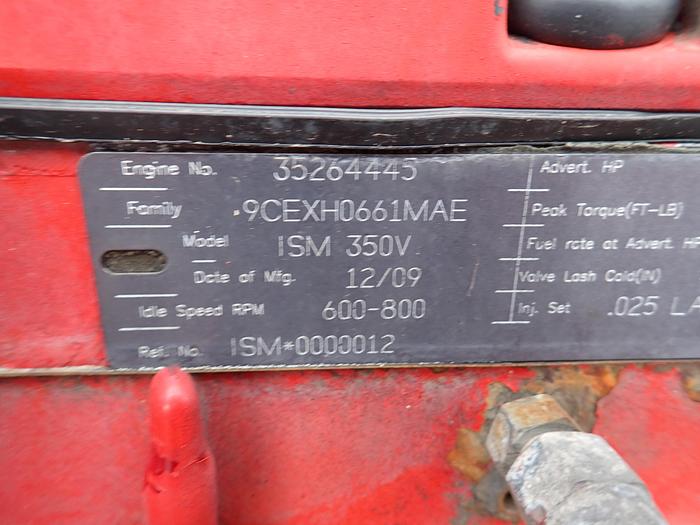 Engine No. 35264445 Advert. HP
Family 9CEXH0661MAE Peak Torque(FT-LB)
Model ISM 350V Fuel rate at Advert. HP
Date of Mfg. 12/09 Valve Lash Cold(IN)
Idle Speed RPM 600-800 Inj. Set .025 LA
Ref. No. ISM*0000012